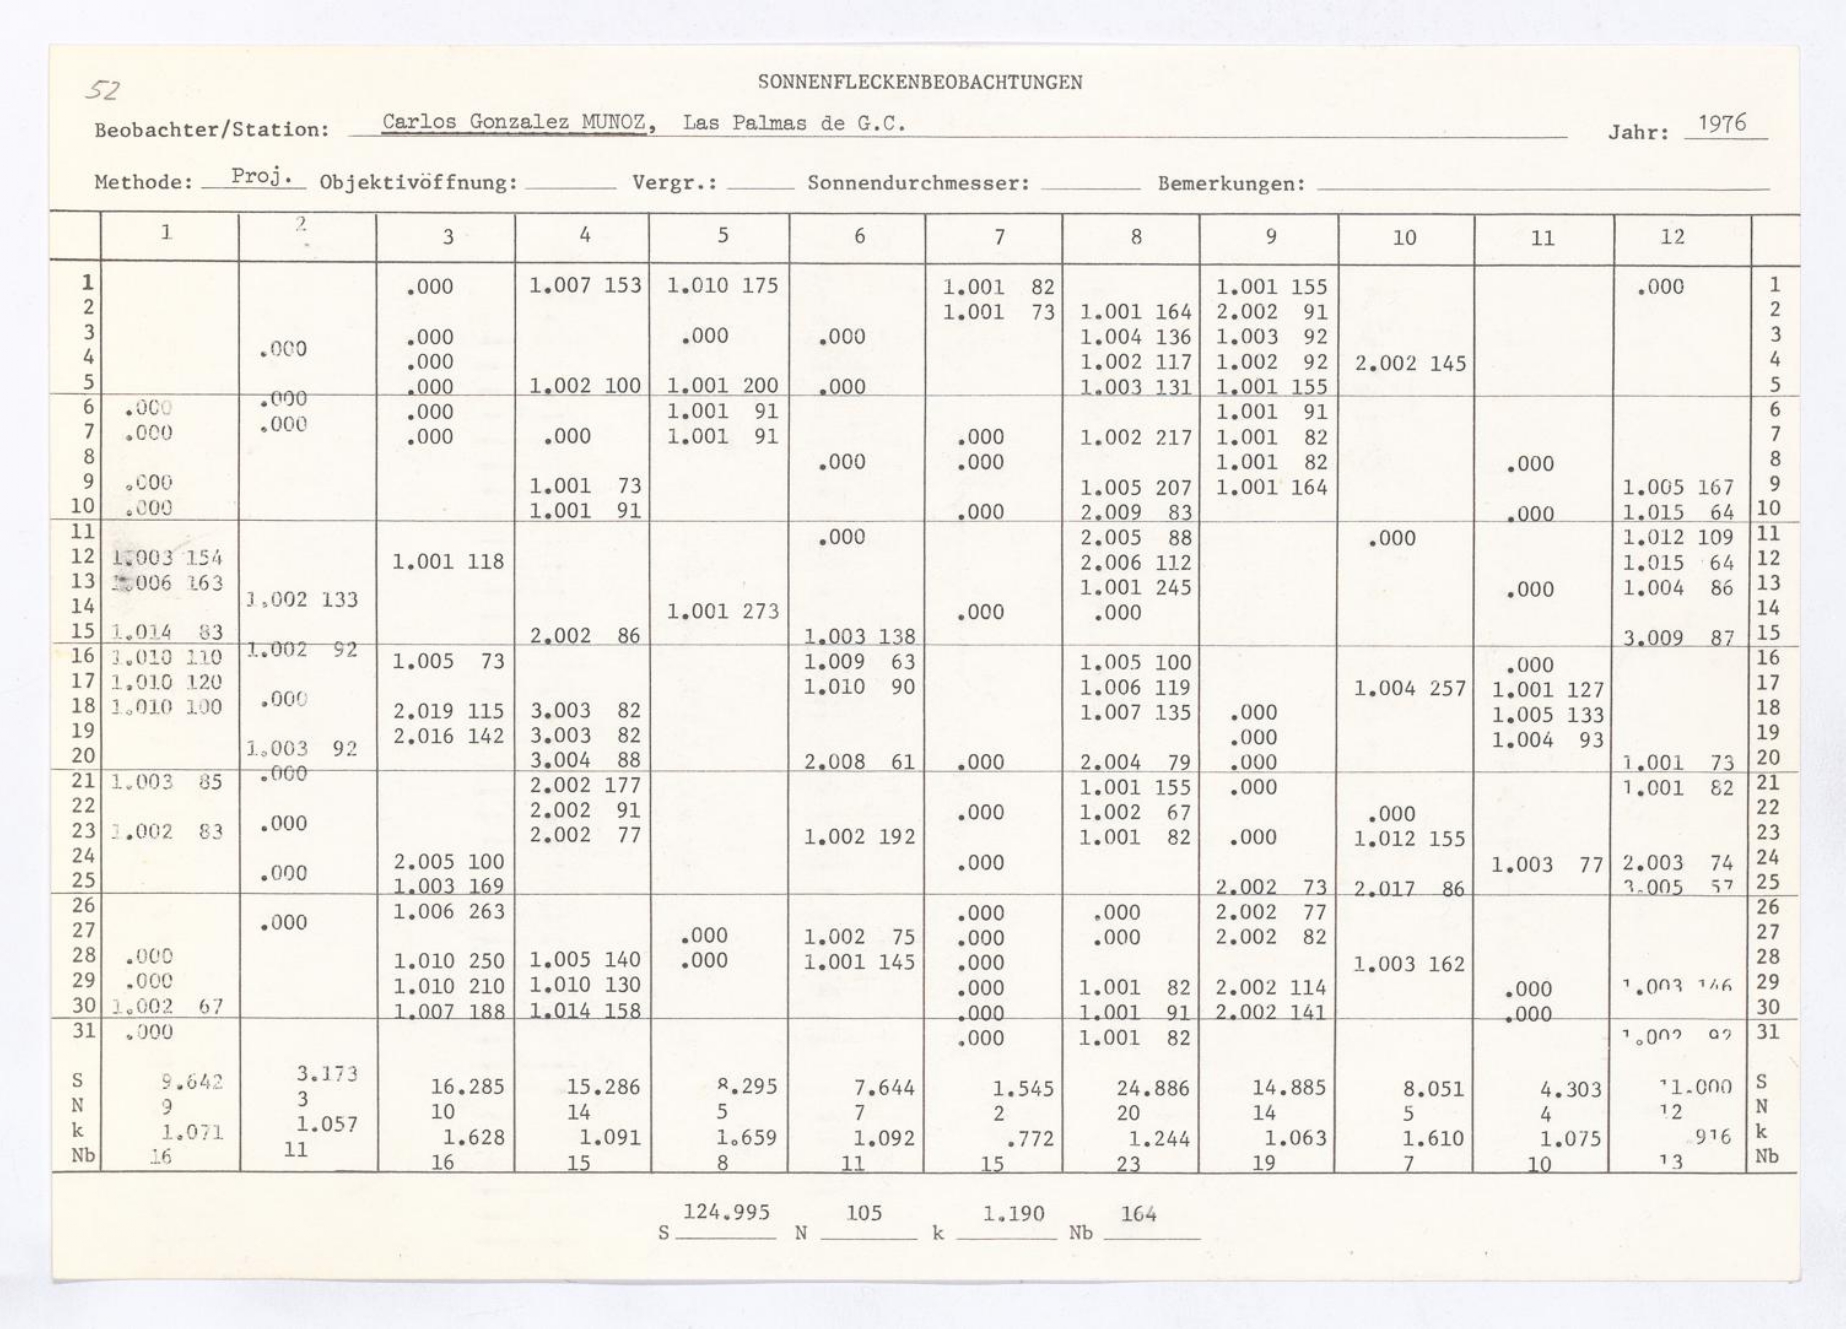 52
SONNENFLECKENBEOBACHTUNGEN
Beobachter/Station: Carlos Gonzalez MUNOZ, Las Palmas de G.C. Jahr: 1976
Methode: Proj. Objektivöffnung: Vergr.: Sonnendurchmesser: Bemerkungen:
1 2 3 4 5 6 7 8 9 10 11 12
1 .000 1.007 153 1.010 175 1.001 82 1.001 155 .000 1
2 1.001 73 1.001 164 2.002 91 2
3 .000 .000 .000 1.004 136 1.003 92 3
4 .000 .000 1.002 117 1.002 92 2.002 145 4
5 .000 1.002 100 1.001 200 .000 1.003 131 1.001 155 5
6 .000 .000 .000 1.001 91 1.001 91 6
7 .000 .000 .000 .000 1.001 91 .000 1.002 217 1.001 82 7
8 .000 .000 1.001 82 .000 8
9 .000 1.001 73 1.005 207 1.001 164 1.005 167 9
10 .000 1.001 91 .000 2.009 83 .000 1.015 64 10
11 .000 2.005 88 .000 1.012 109 11
12 1.003 154 1.001 118 2.006 112 1.015 64 12
13 .006 163 1.001 245 .000 1.004 86 13
14 1.002 133 1.001 273 .000 .000 14
15 1.014 83 2.002 86 1.003 138 3.009 87 15
16 1.010 110 1.002 92 1.005 73 1.009 63 1.005 100 .000 16
17 1.010 120 1.010 90 1.006 119 1.004 257 1.001 127 17
18 1.010 100 .000 2.019 115 3.003 82 1.007 135 .000 1.005 133 18
19 2.016 142 3.003 82 .000 1.004 93 19
20 1.003 92 3.004 88 2.008 61 .000 2.004 79 .000 1.001 73 20
21 1.003 85 .000 2.002 177 1.001 155 .000 1.001 82 21
22 2.002 91 .000 1.002 67 .000 22
23 1.002 83 .000 2.002 77 1.002 192 1.001 82 .000 1.012 155 23
24 2.005 100 .000 1.003 77 2.003 74 24
25 .000 1.003 169 2.002 73 2.017 86 3.005 57 25
26 1.006 263 .000 .000 2.002 77 26
27 .000 .000 1.002 75 .000 .000 2.002 82 27
28 .000 1.010 250 1.005 140 .000 1.001 145 .000 1.003 162 28
29 .000 1.010 210 1.010 130 .000 1.001 82 2.002 114 .000 1.003 146 29
30 1.002 67 1.007 188 1.014 158 .000 1.001 91 2.002 141 .000 30
31 .000 .000 1.001 82 1.002 92 31
S 9.642 3.173 16.285 15.286 8.295 7.644 1.545 24.886 14.885 8.051 4.303 11.000 S
N 9 3 10 14 5 7 2 20 14 5 4 12 N
k 1.071 1.057 1.628 1.091 1.659 1.092 .772 1.244 1.063 1.610 1.075 916 k
Nb 16 11 16 15 8 11 15 23 19 7 10 13 Nb
S 124.995 N 105 k 1.190 Nb 164